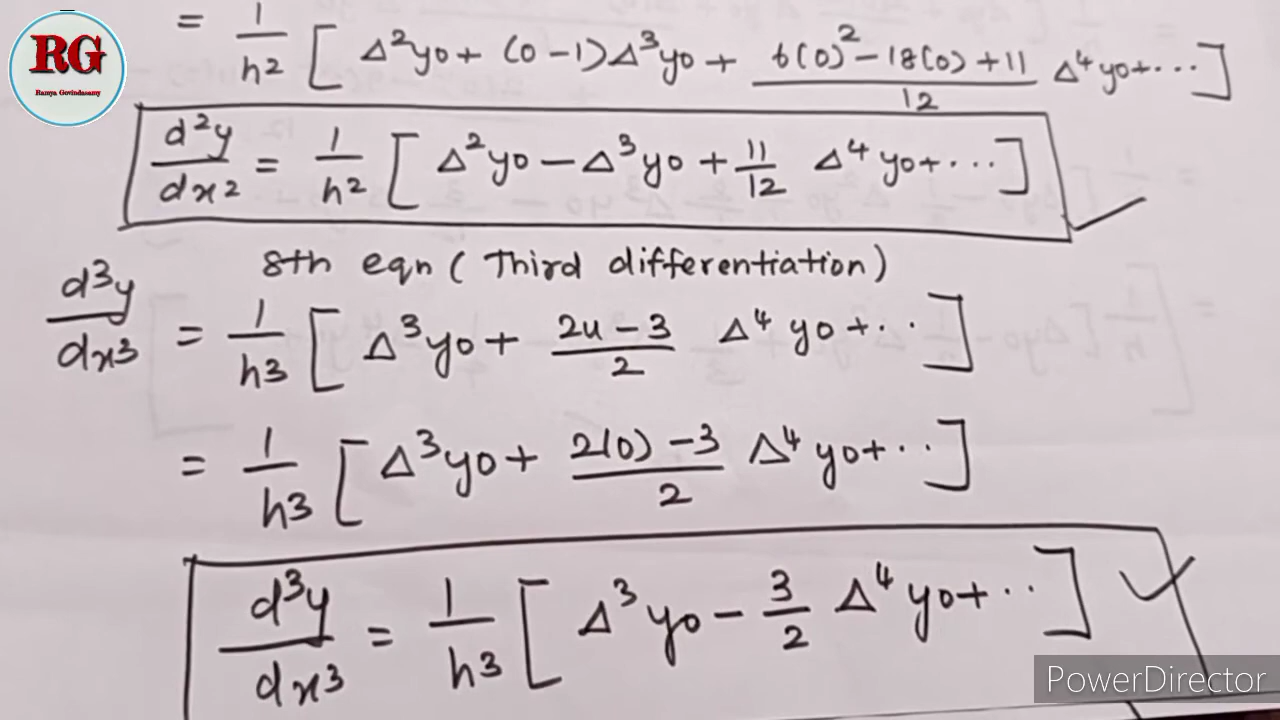 RG
Ramya Govindasamy
= 1/h2 [ Δ²y0 + (0-1)Δ³y0 + (6(0)²-18(0)+11)/12 Δ⁴y0+··· ]
d²y/dx2 = 1/h2 [ Δ²y0 - Δ³y0 + 11/12 Δ⁴y0+··· ]
8th eqn ( Third differentiation )
d³y/dx3 = 1/h3 [ Δ³y0 + (2u-3)/2 Δ⁴y0+·· ]
= 1/h3 [ Δ³y0 + (2(0)-3)/2 Δ⁴y0+·· ]
d³y/dx3 = 1/h3 [ Δ³y0 - 3/2 Δ⁴y0+·· ]
PowerDirector